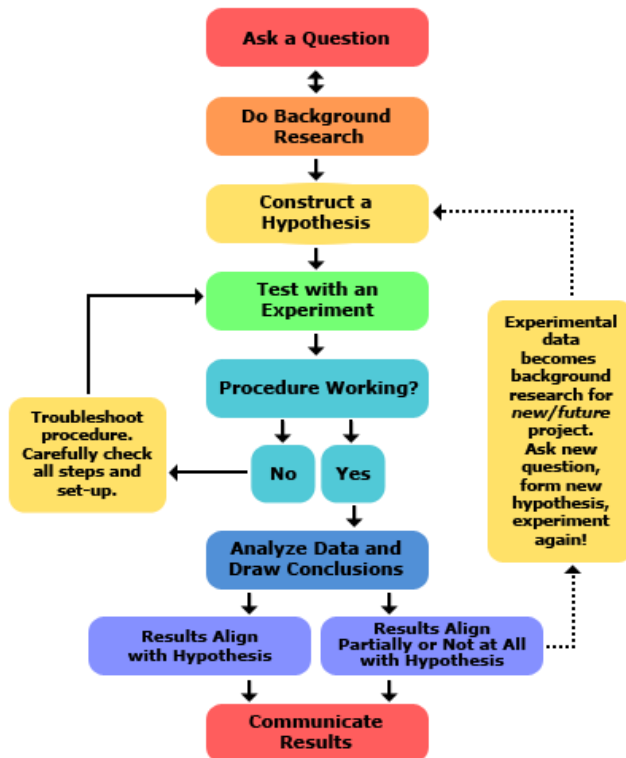 Ask a Question
Do Background
Research
Construct a
Hypothesis
Test with an
Experiment
Procedure Working?
No
Yes
Troubleshoot
procedure.
Carefully check
all steps and
set-up.
Analyze Data and
Draw Conclusions
Results Align
with Hypothesis
Results Align
Partially or Not at All
with Hypothesis
Experimental
data
becomes
background
research for
new/future
project.
Ask new
question,
form new
hypothesis,
experiment
again!
Communicate
Results